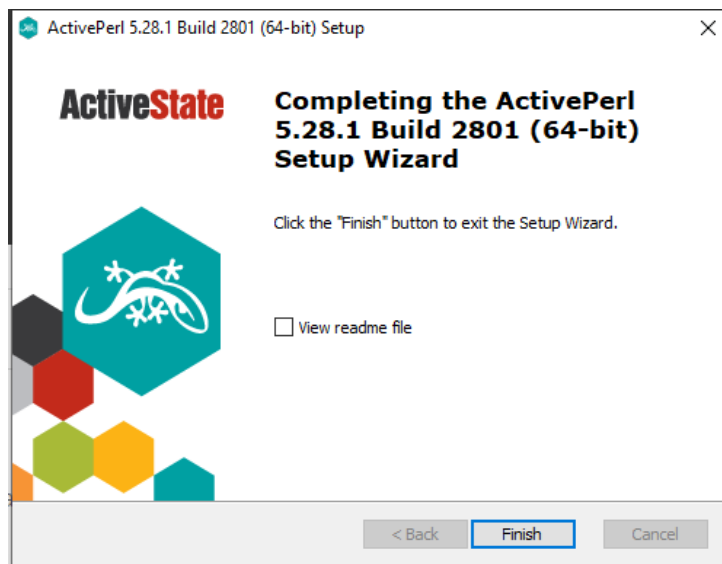 ActivePerl 5.28.1 Build 2801 (64-bit) Setup
ActiveState
Completing the ActivePerl
5.28.1 Build 2801 (64-bit)
Setup Wizard
Click the "Finish" button to exit the Setup Wizard.
View readme file
< Back
Finish
Cancel